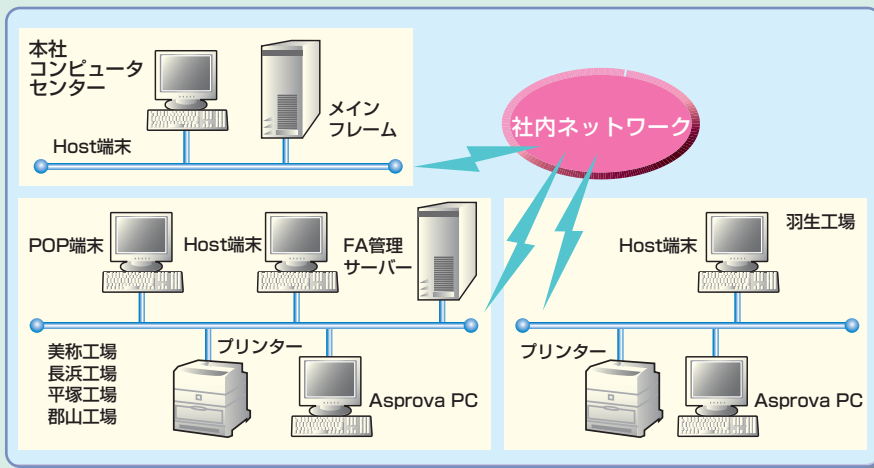 本社
コンピュータ
センター
メイン
フレーム
Host端末
社内ネットワーク
POP端末
Host端末
FA管理
サーバー
プリンター
美称工場
長浜工場
平塚工場
郡山工場
Asprova PC
羽生工場
Host端末
プリンター
Asprova PC